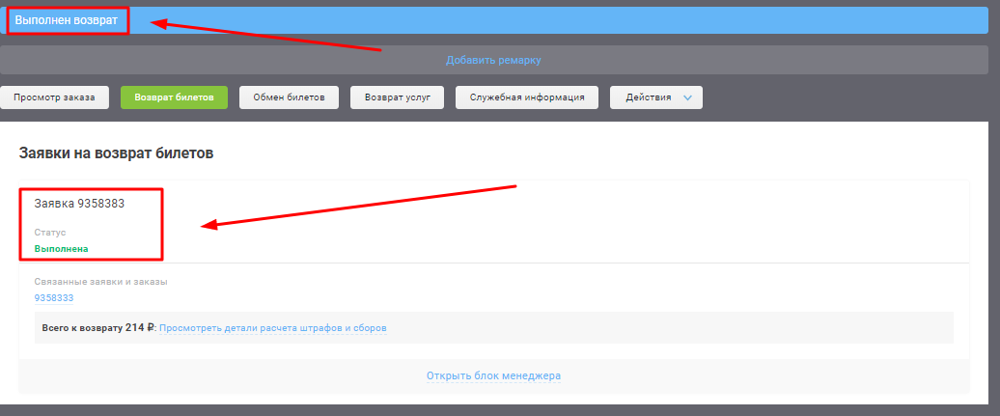 Выполнен возврат
Добавить ремарку
Просмотр заказа Возврат билетов Обмен билетов Возврат услуг Служебная информация Действия
Заявки на возврат билетов
Заявка 9358383
Статус
Выполнена
Связанные заявки и заказы
9358333
Всего к возврату 214 ₽: Просмотреть детали расчета штрафов и сборов
Открыть блок менеджера